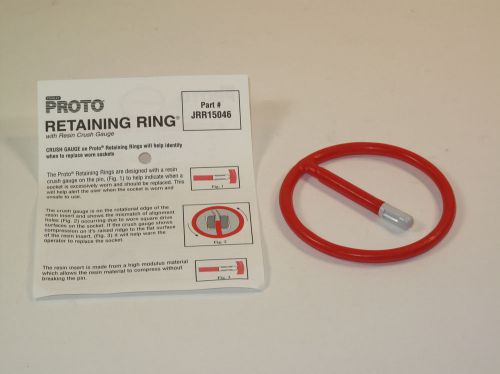 STANLEY
PROTO®
RETAINING RING®
with Resin Crush Gauge
Part #
JRR15046
CRUSH GAUGE on Proto® Retaining Rings will help identify
when to replace worn sockets
The Proto® Retaining Rings are designed with a resin
crush gauge on the pin, (Fig. 1) to help indicate when a
socket is excessively worn and should be replaced. This
will help alert the user when the socket is worn and
unsafe to use.
Fig. 1
The crush gauge is on the rotational edge of the
resin insert and shows the mismatch of alignment
holes (Fig. 2) occurring due to worn square drive
surfaces on the socket. If the crush gauge shows
compression on it's raised ridge to the flat surface
of the resin insert, (Fig. 3) it will help warn the
operator to replace the socket.
Fig. 2
The resin insert is made from a high modulus material
which allows the resin material to compress without
breaking the pin.
Fig. 3